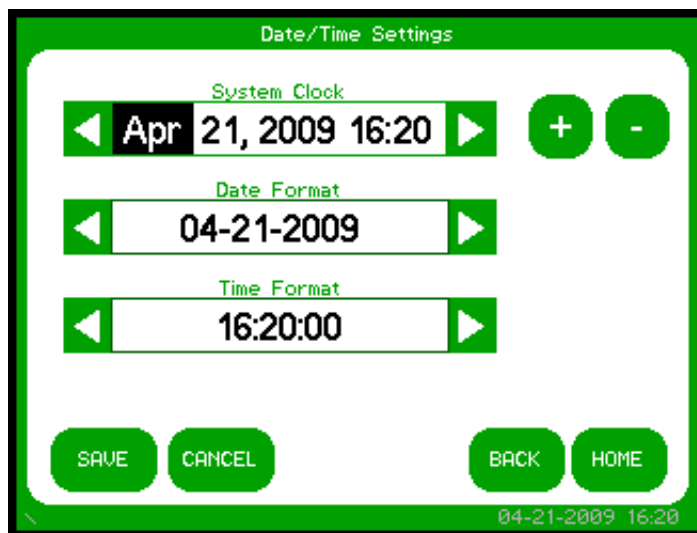 Date/Time Settings
System Clock
Apr 21, 2009 16:20
+ -
Date Format
04-21-2009
Time Format
16:20:00
SAVE CANCEL BACK HOME
\ 04-21-2009 16:20